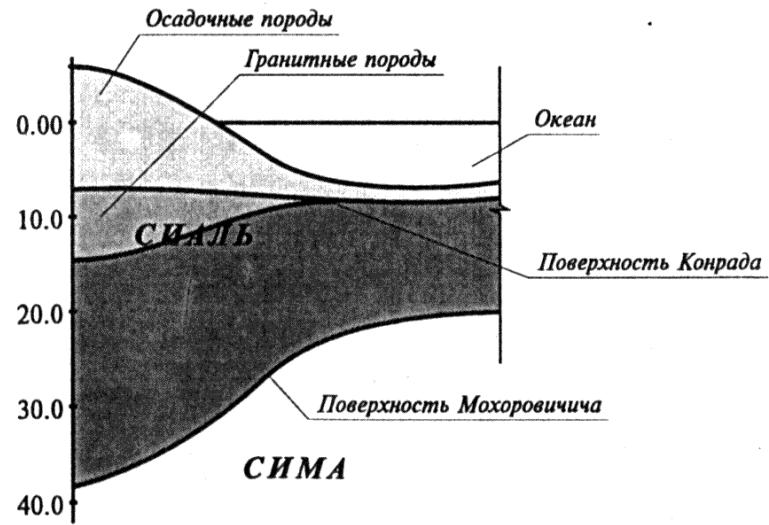 Осадочные породы
Гранитные породы
0.00
Океан
10.0
СИАЛЬ
Поверхность Конрада
20.0
30.0
Поверхность Мохоровичича
СИМА
40.0